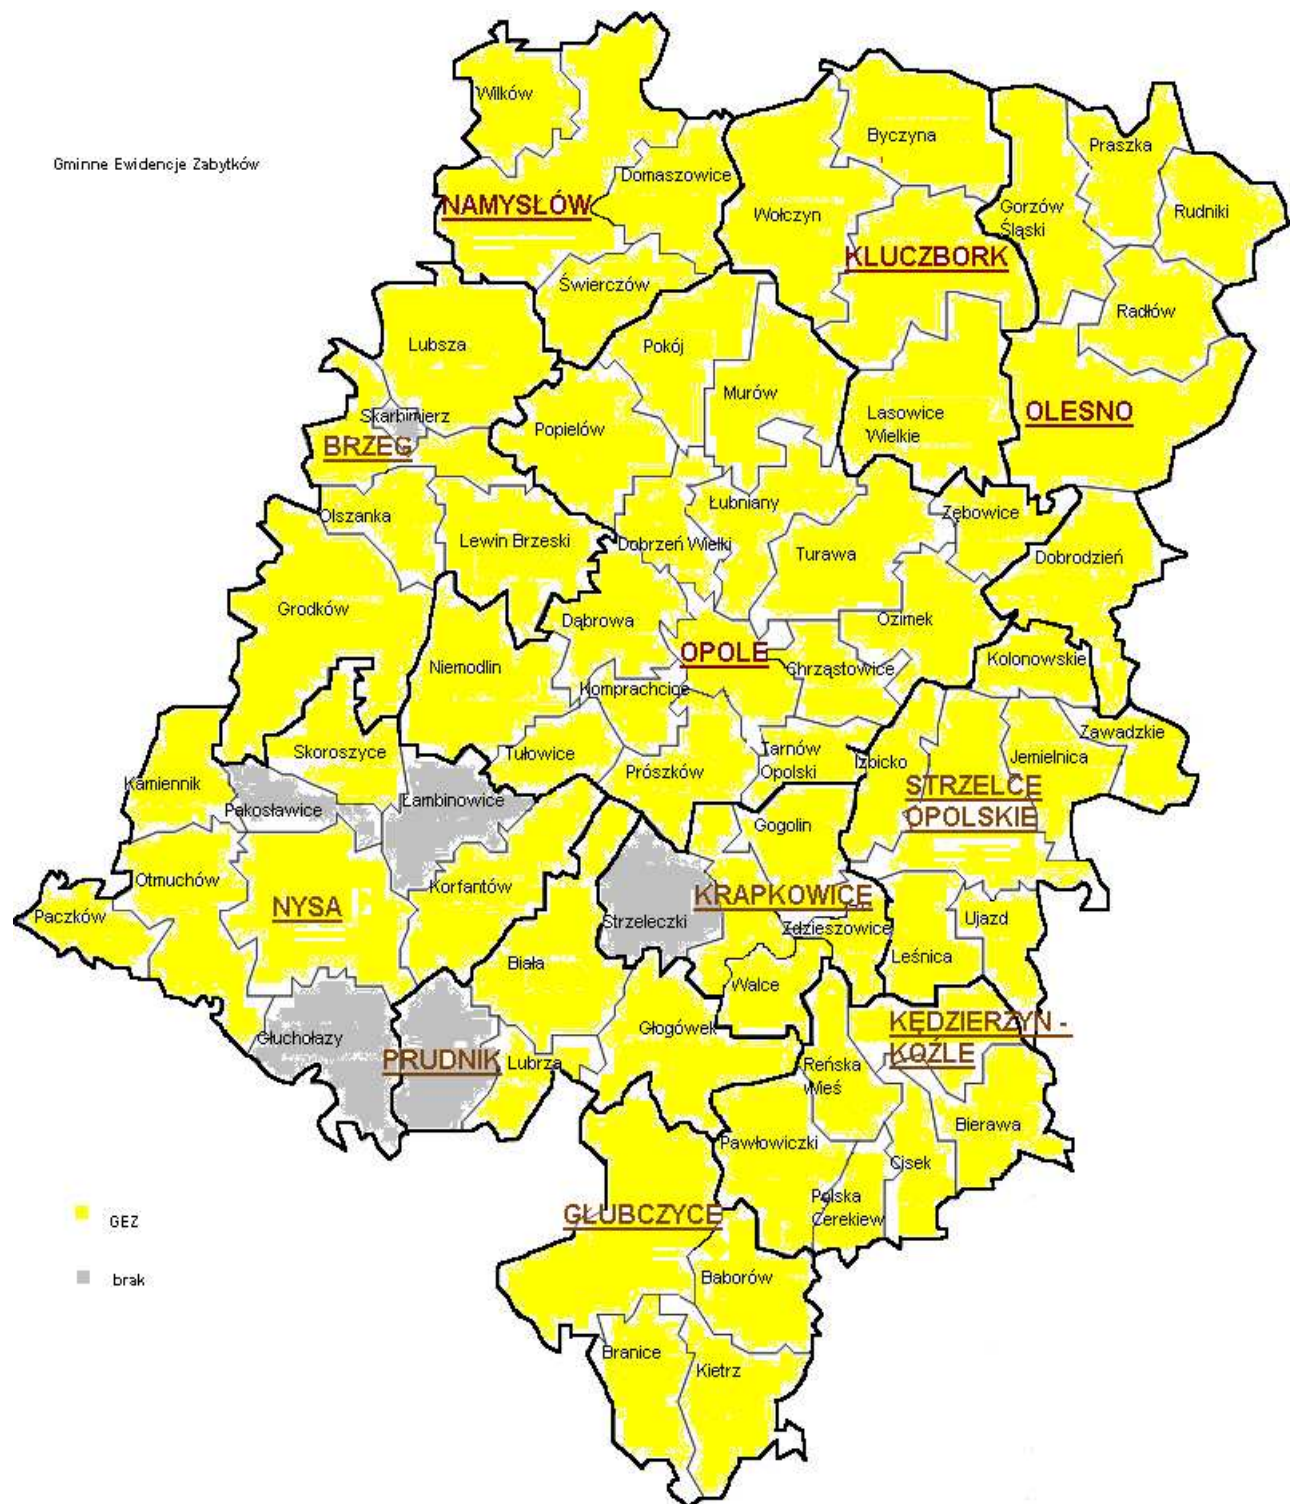 Wilków
Byczyna
Praszka
Gminne Ewidencje Zabytków
Domaszowice
NAMYSŁÓW
Wołczyn
Gorzów
Śląski
Rudniki
KLUCZBORK
Świerczów
Radłów
Lubsza
Pokój
Murów
Skarbimierz
Lasowice
Wielkie
OLESNO
BRZEG
Popielów
Olszanka
Łubniany
Zębowice
Lewin Brzeski
Dobrzeń Wielki
Turawa
Dobrodzień
Grodków
Dąbrowa
Ozimek
OPOLE
Niemodlin
Chrząstowice
Kolonowskie
Komprachcice
Skoroszyce
Tułowice
Prószków
Tarnów
Opolski
Izbicko
Jemielnica
Zawadzkie
Kamiennik
STRZELCE
OPOLSKIE
Pakosławice
Łambinowice
Gogolin
Otmuchów
Korfantów
KRAPKOWICE
NYSA
Paczków
Strzeleczki
Zdzieszowice
Ujazd
Biała
Leśnica
Walce
Głuchołazy
Głogówek
KĘDZIERZYN -
KOŹLE
PRUDNIK
Lubrza
Reńska
Wieś
Bierawa
Pawłowiczki
Cisek
Polska
Cerekiew
GŁUBCZYCE
GEZ
brak
Baborów
Branice
Kietrz